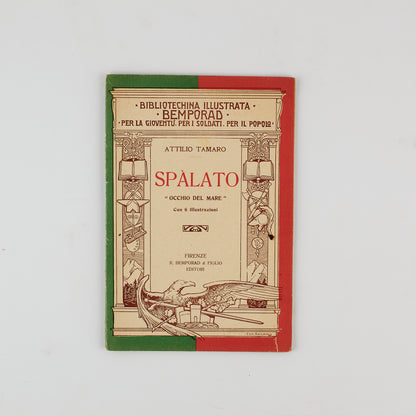 · BIBLIOTECHINA ILLUSTRATA ·
· BEMPORAD ·
· PER LA GIOVENTÙ. PER I SOLDATI. PER IL POPOLO ·
ATTILIO TAMARO
SPALATO
" OCCHIO DEL MARE "
Con 6 Illustrazioni
FIRENZE
R. BEMPORAD & FIGLIO
EDITORI